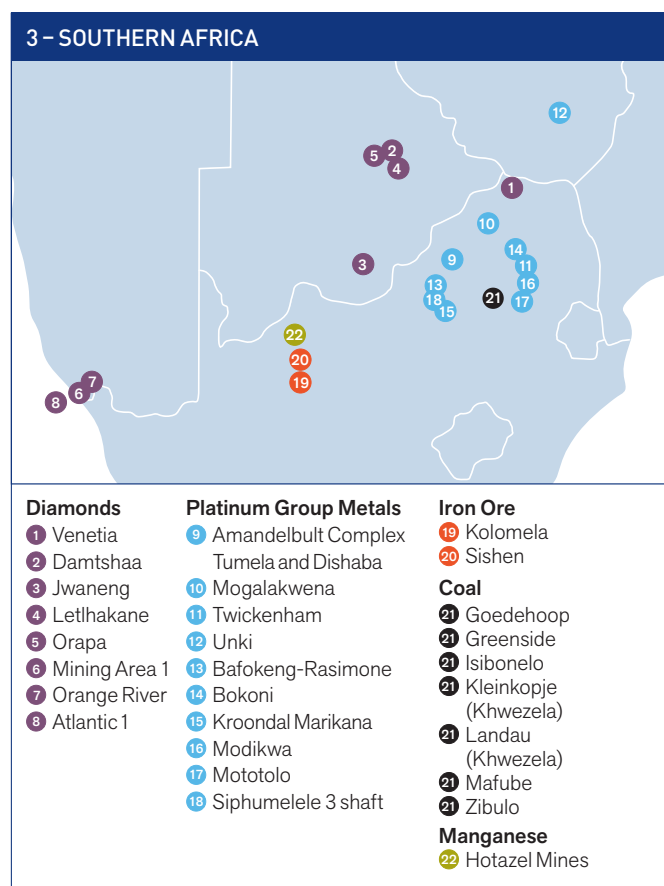 3 – SOUTHERN AFRICA
12
2
5
4
1
10
14
9
11
3
13
16
21
18
17
15
22
20
19
7
6
8
Diamonds
1 Venetia
2 Damtshaa
3 Jwaneng
4 Letlhakane
5 Orapa
6 Mining Area 1
7 Orange River
8 Atlantic 1
Platinum Group Metals
9 Amandelbult Complex
Tumela and Dishaba
10 Mogalakwena
11 Twickenham
12 Unki
13 Bafokeng-Rasimone
14 Bokoni
15 Kroondal Marikana
16 Modikwa
17 Mototolo
18 Siphumelele 3 shaft
Iron Ore
19 Kolomela
20 Sishen
Coal
21 Goedehoop
21 Greenside
21 Isibonelo
21 Kleinkopje
(Khwezela)
21 Landau
(Khwezela)
21 Mafube
21 Zibulo
Manganese
22 Hotazel Mines